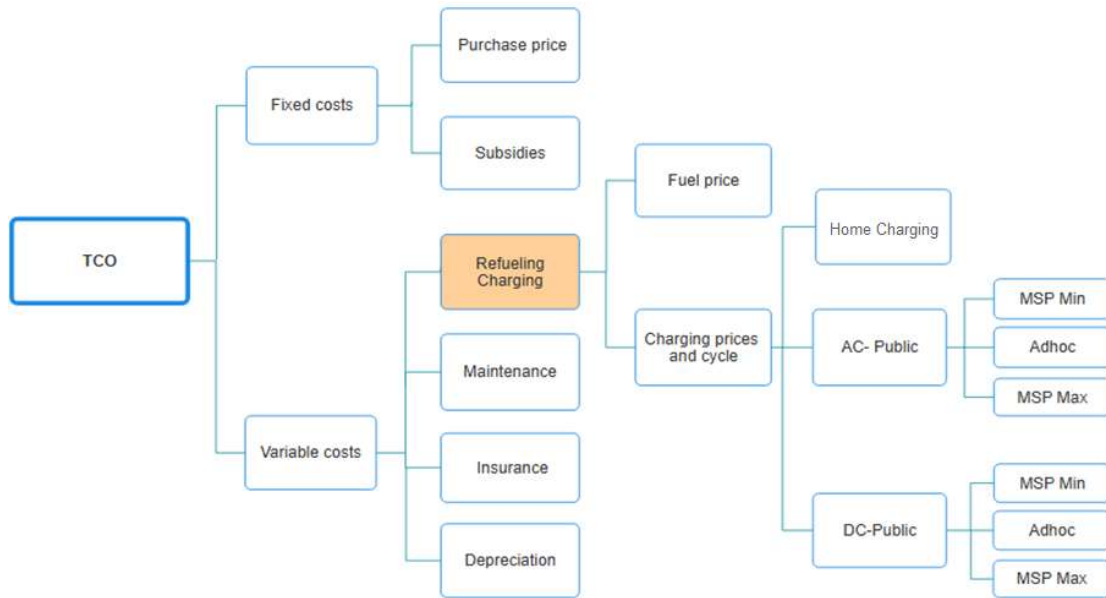 Purchase price
Fixed costs
Subsidies
Fuel price
Home Charging
TCO
Refueling
Charging
MSP Min
Charging prices
and cycle
AC- Public
Adhoc
Maintenance
MSP Max
Variable costs
Insurance
MSP Min
DC-Public
Adhoc
Depreciation
MSP Max